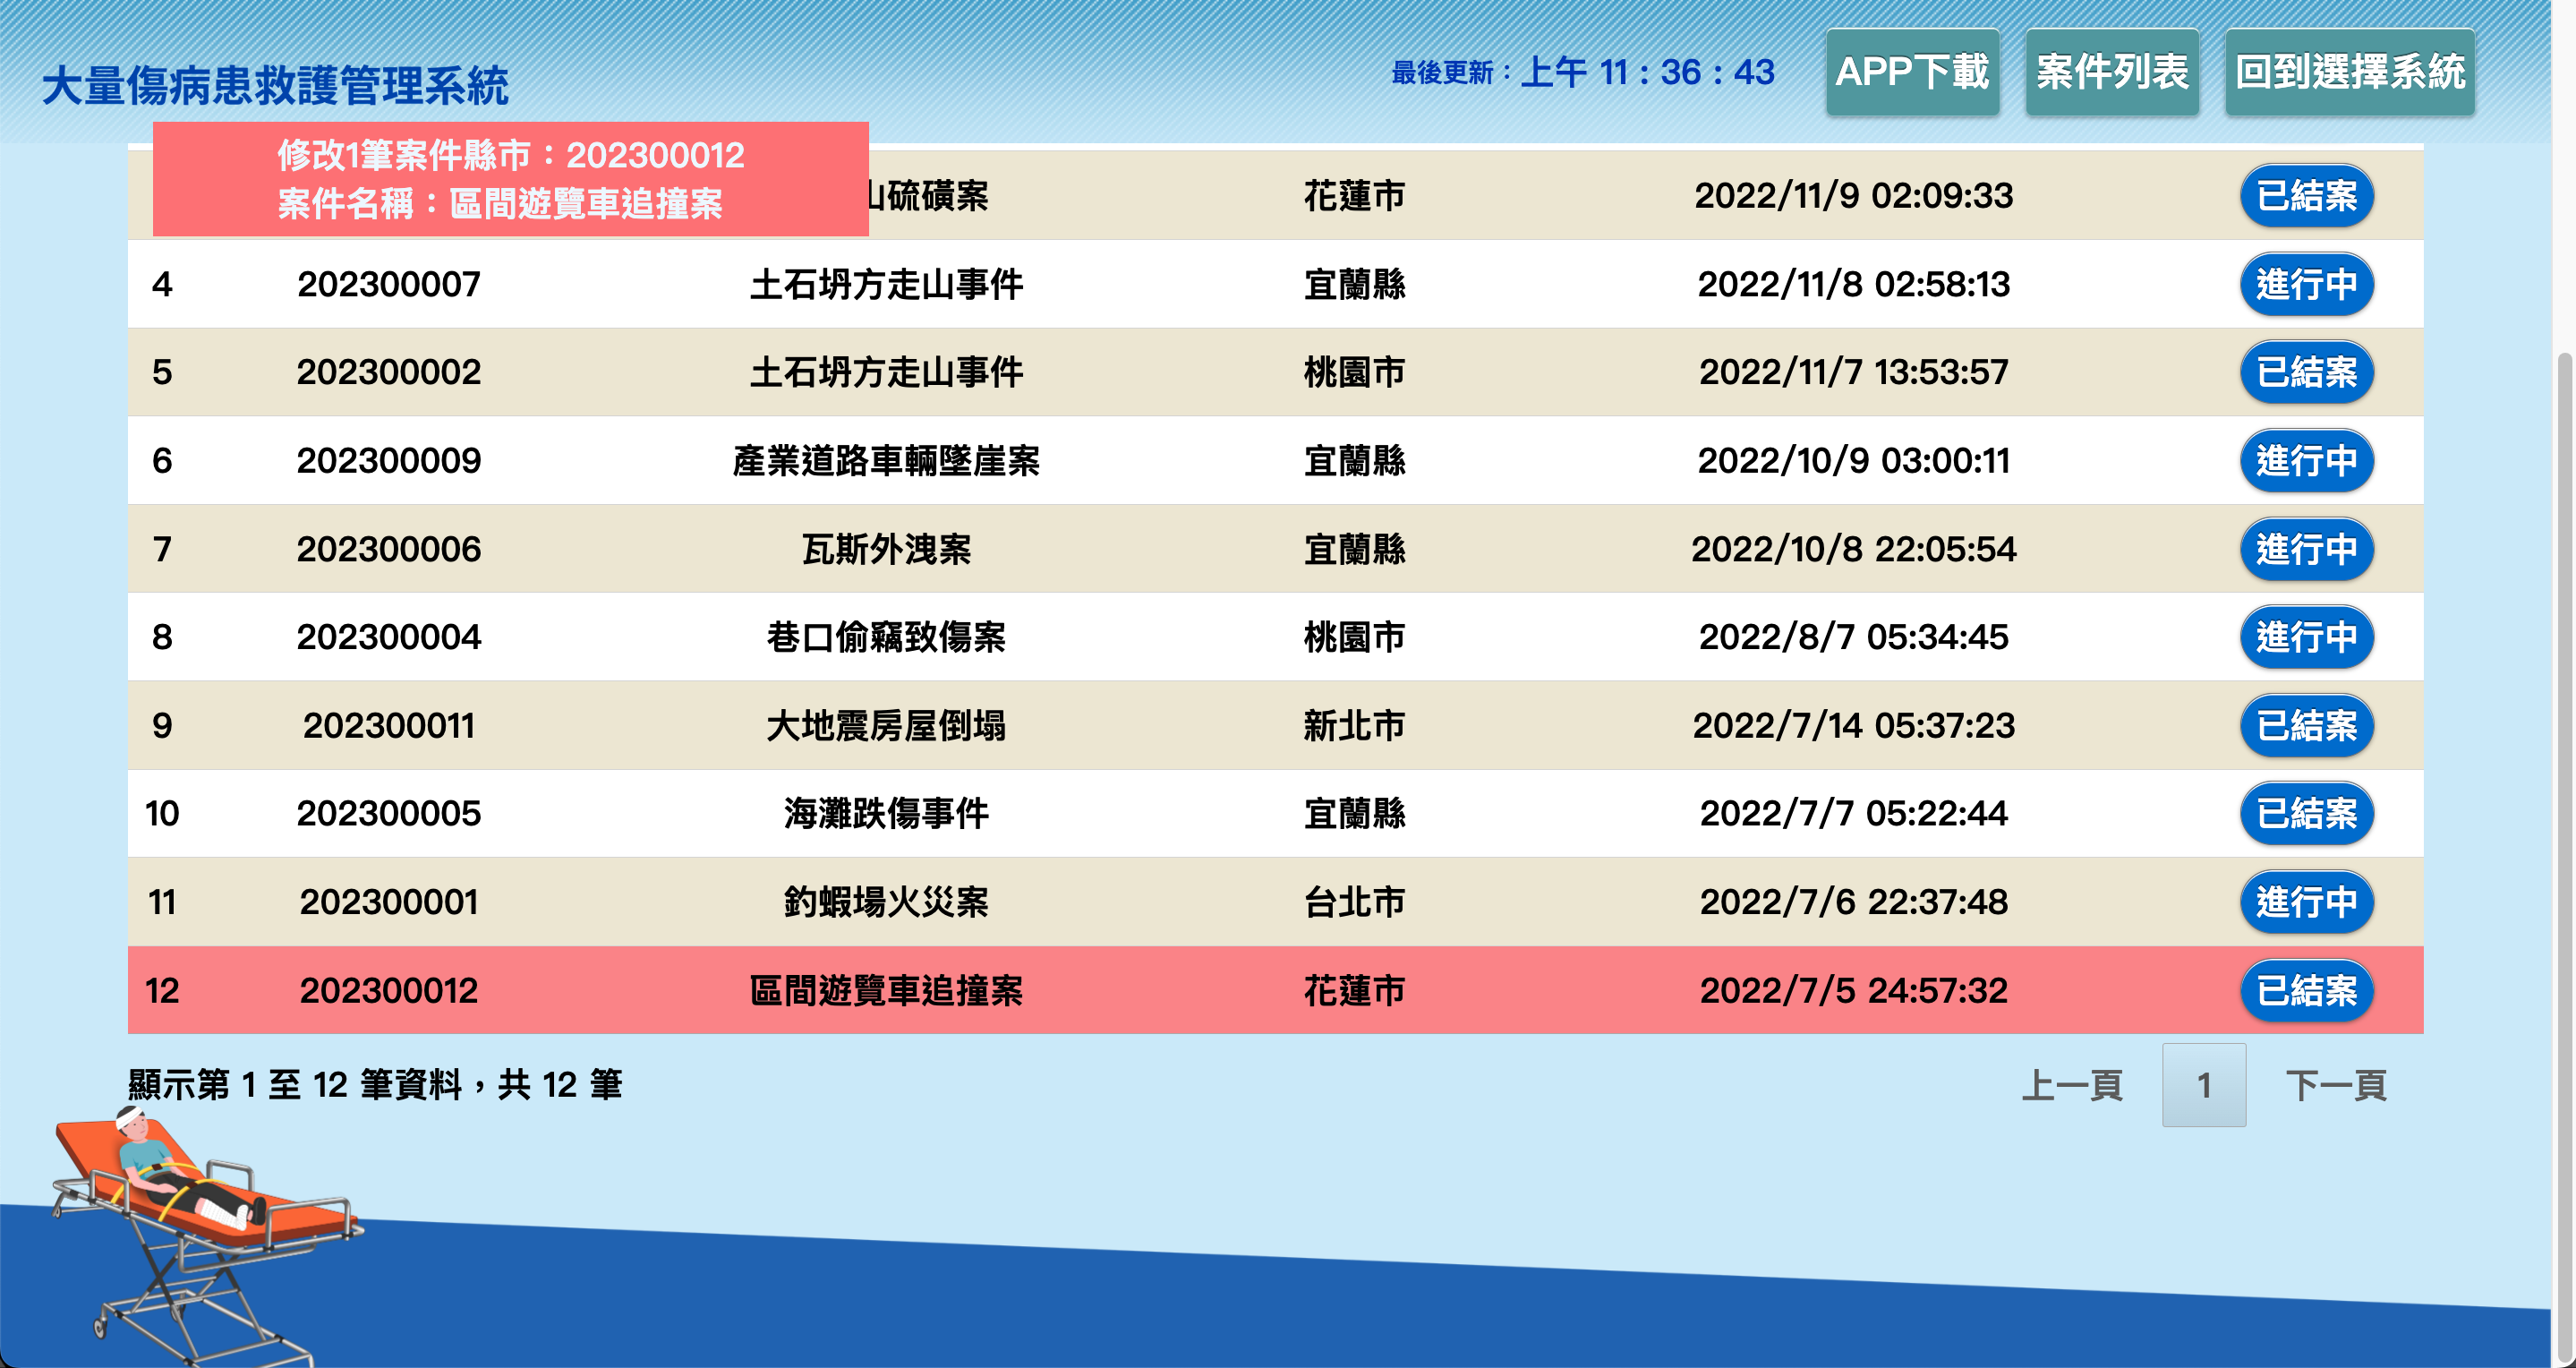 大量傷病患救護管理系統
最後更新：上午 11：36：43
APP下載
案件列表
回到選擇系統
修改1筆案件縣市：202300012
案件名稱：區間遊覽車追撞案
山硫磺案 花蓮市 2022/11/9 02:09:33 已結案
4 202300007 土石坍方走山事件 宜蘭縣 2022/11/8 02:58:13 進行中
5 202300002 土石坍方走山事件 桃園市 2022/11/7 13:53:57 已結案
6 202300009 產業道路車輛墜崖案 宜蘭縣 2022/10/9 03:00:11 進行中
7 202300006 瓦斯外洩案 宜蘭縣 2022/10/8 22:05:54 進行中
8 202300004 巷口偷竊致傷案 桃園市 2022/8/7 05:34:45 進行中
9 202300011 大地震房屋倒塌 新北市 2022/7/14 05:37:23 已結案
10 202300005 海灘跌傷事件 宜蘭縣 2022/7/7 05:22:44 已結案
11 202300001 釣蝦場火災案 台北市 2022/7/6 22:37:48 進行中
12 202300012 區間遊覽車追撞案 花蓮市 2022/7/5 24:57:32 已結案
顯示第 1 至 12 筆資料，共 12 筆
上一頁 1 下一頁